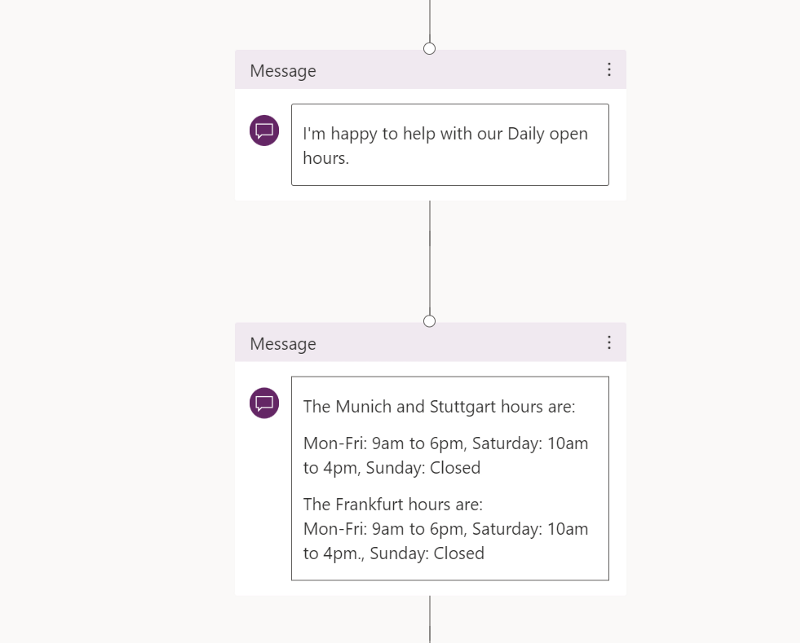 Message
I'm happy to help with our Daily open
hours.
Message
The Munich and Stuttgart hours are:
Mon-Fri: 9am to 6pm, Saturday: 10am
to 4pm, Sunday: Closed
The Frankfurt hours are:
Mon-Fri: 9am to 6pm, Saturday: 10am
to 4pm., Sunday: Closed